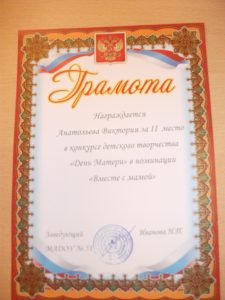 Грамота
Награждается
Анатольева Виктория за II место
в конкурсе детского творчества
«День Матери» в номинации
«Вместе с мамой»
Заведующий Иванова Н.П.
МАДОУ № 51